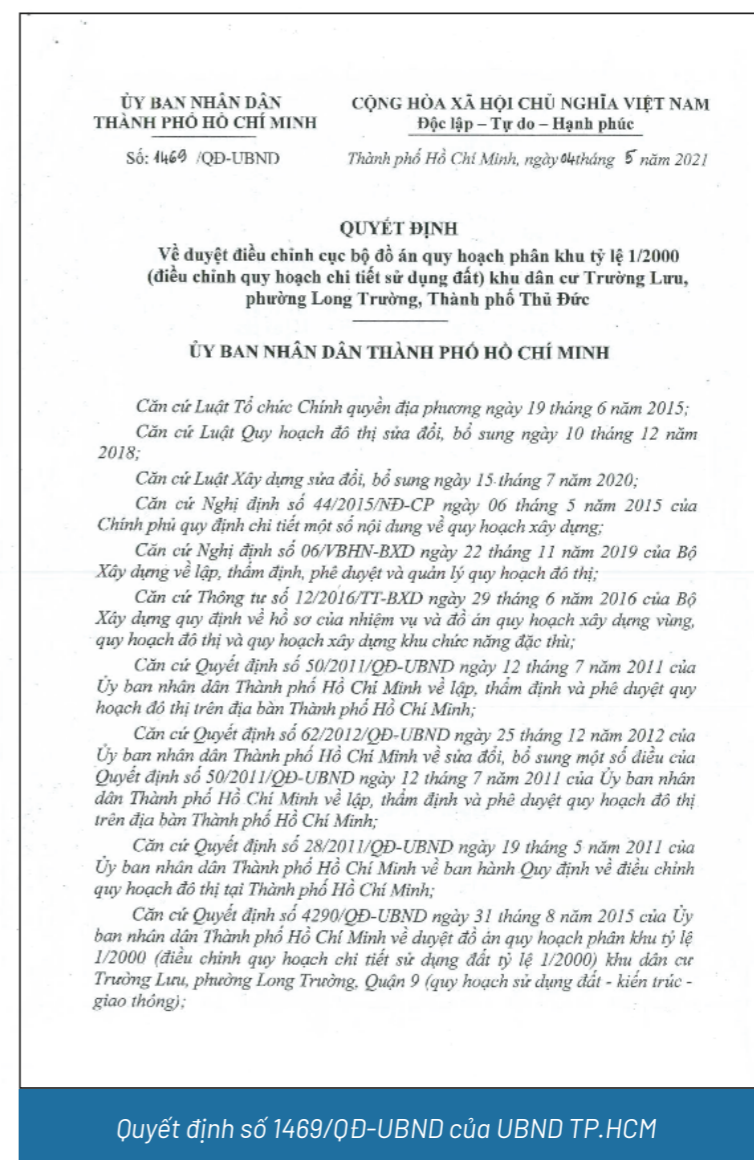 ỦY BAN NHÂN DÂN
THÀNH PHỐ HỒ CHÍ MINH
CỘNG HÒA XÃ HỘI CHỦ NGHĨA VIỆT NAM
Độc lập – Tự do – Hạnh phúc
Số: 1469 /QĐ-UBND
Thành phố Hồ Chí Minh, ngày 04 tháng 5 năm 2021
QUYẾT ĐỊNH
Về duyệt điều chỉnh cục bộ đồ án quy hoạch phân khu tỷ lệ 1/2000
(điều chỉnh quy hoạch chi tiết sử dụng đất) khu dân cư Trường Lưu,
phường Long Trường, Thành phố Thủ Đức
ỦY BAN NHÂN DÂN THÀNH PHỐ HỒ CHÍ MINH
Căn cứ Luật Tổ chức Chính quyền địa phương ngày 19 tháng 6 năm 2015;
Căn cứ Luật Quy hoạch đô thị sửa đổi, bổ sung ngày 10 tháng 12 năm
2018;
Căn cứ Luật Xây dựng sửa đổi, bổ sung ngày 15 tháng 7 năm 2020;
Căn cứ Nghị định số 44/2015/NĐ-CP ngày 06 tháng 5 năm 2015 của
Chính phủ quy định chi tiết một số nội dung về quy hoạch xây dựng;
Căn cứ Nghị định số 06/VBHN-BXD ngày 22 tháng 11 năm 2019 của Bộ
Xây dựng về lập, thẩm định, phê duyệt và quản lý quy hoạch đô thị;
Căn cứ Thông tư số 12/2016/TT-BXD ngày 29 tháng 6 năm 2016 của Bộ
Xây dựng quy định về hồ sơ của nhiệm vụ và đồ án quy hoạch xây dựng vùng,
quy hoạch đô thị và quy hoạch xây dựng khu chức năng đặc thù;
Căn cứ Quyết định số 50/2011/QĐ-UBND ngày 12 tháng 7 năm 2011 của
Ủy ban nhân dân Thành phố Hồ Chí Minh về lập, thẩm định và phê duyệt quy
hoạch đô thị trên địa bàn Thành phố Hồ Chí Minh;
Căn cứ Quyết định số 62/2012/QĐ-UBND ngày 25 tháng 12 năm 2012 của
Ủy ban nhân dân Thành phố Hồ Chí Minh về sửa đổi, bổ sung một số điều của
Quyết định số 50/2011/QĐ-UBND ngày 12 tháng 7 năm 2011 của Ủy ban nhân
dân Thành phố Hồ Chí Minh về lập, thẩm định và phê duyệt quy hoạch đô thị
trên địa bàn Thành phố Hồ Chí Minh;
Căn cứ Quyết định số 28/2011/QĐ-UBND ngày 19 tháng 5 năm 2011 của
Ủy ban nhân dân Thành phố Hồ Chí Minh về ban hành Quy định về điều chỉnh
quy hoạch đô thị tại Thành phố Hồ Chí Minh;
Căn cứ Quyết định số 4290/QĐ-UBND ngày 31 tháng 8 năm 2015 của Ủy
ban nhân dân Thành phố Hồ Chí Minh về duyệt đồ án quy hoạch phân khu tỷ lệ
1/2000 (điều chỉnh quy hoạch chi tiết sử dụng đất tỷ lệ 1/2000) khu dân cư
Trường Lưu, phường Long Trường, Quận 9 (quy hoạch sử dụng đất - kiến trúc -
giao thông);
Quyết định số 1469/QĐ-UBND của UBND TP.HCM